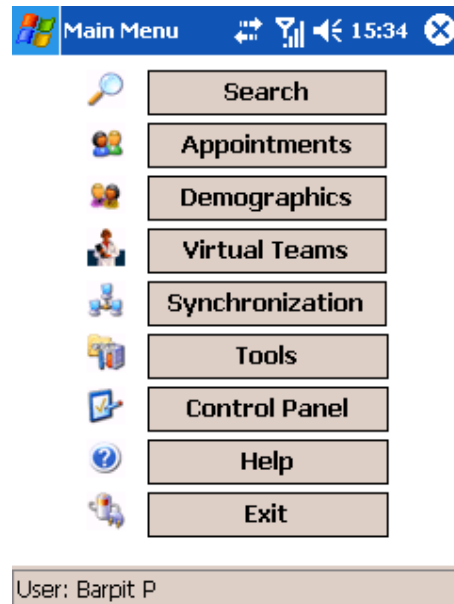 Main Menu 15:34
Search
Appointments
Demographics
Virtual Teams
Synchronization
Tools
Control Panel
Help
Exit
User: Barpit P